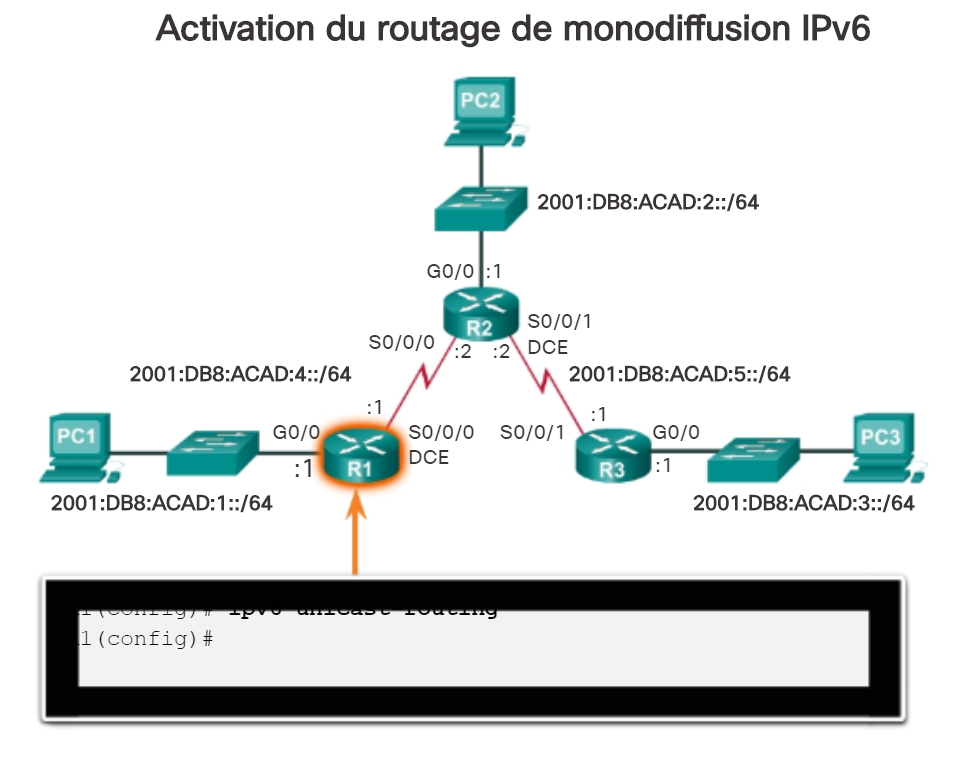 Activation du routage de monodiffusion IPv6
PC2
2001:DB8:ACAD:2::/64
G0/0 :1
R2
S0/0/1
DCE
S0/0/0
:2 :2
2001:DB8:ACAD:4::/64
2001:DB8:ACAD:5::/64
:1
:1
PC1
G0/0
:1
R1
S0/0/0
DCE
S0/0/1
R3
G0/0
:1
PC3
2001:DB8:ACAD:1::/64
2001:DB8:ACAD:3::/64
1(config)# ipv6 unicast-routing
1(config)#